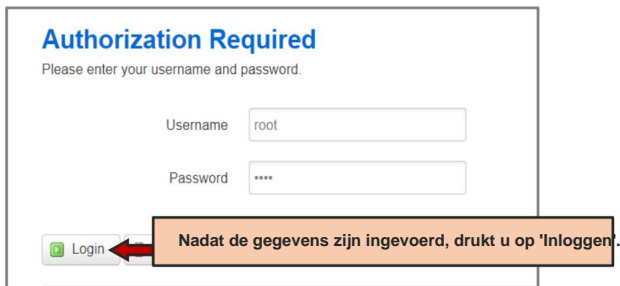 Authorization Required
Please enter your username and password.
Username root
Password ••••
Login
Nadat de gegevens zijn ingevoerd, drukt u op 'Inloggen'.